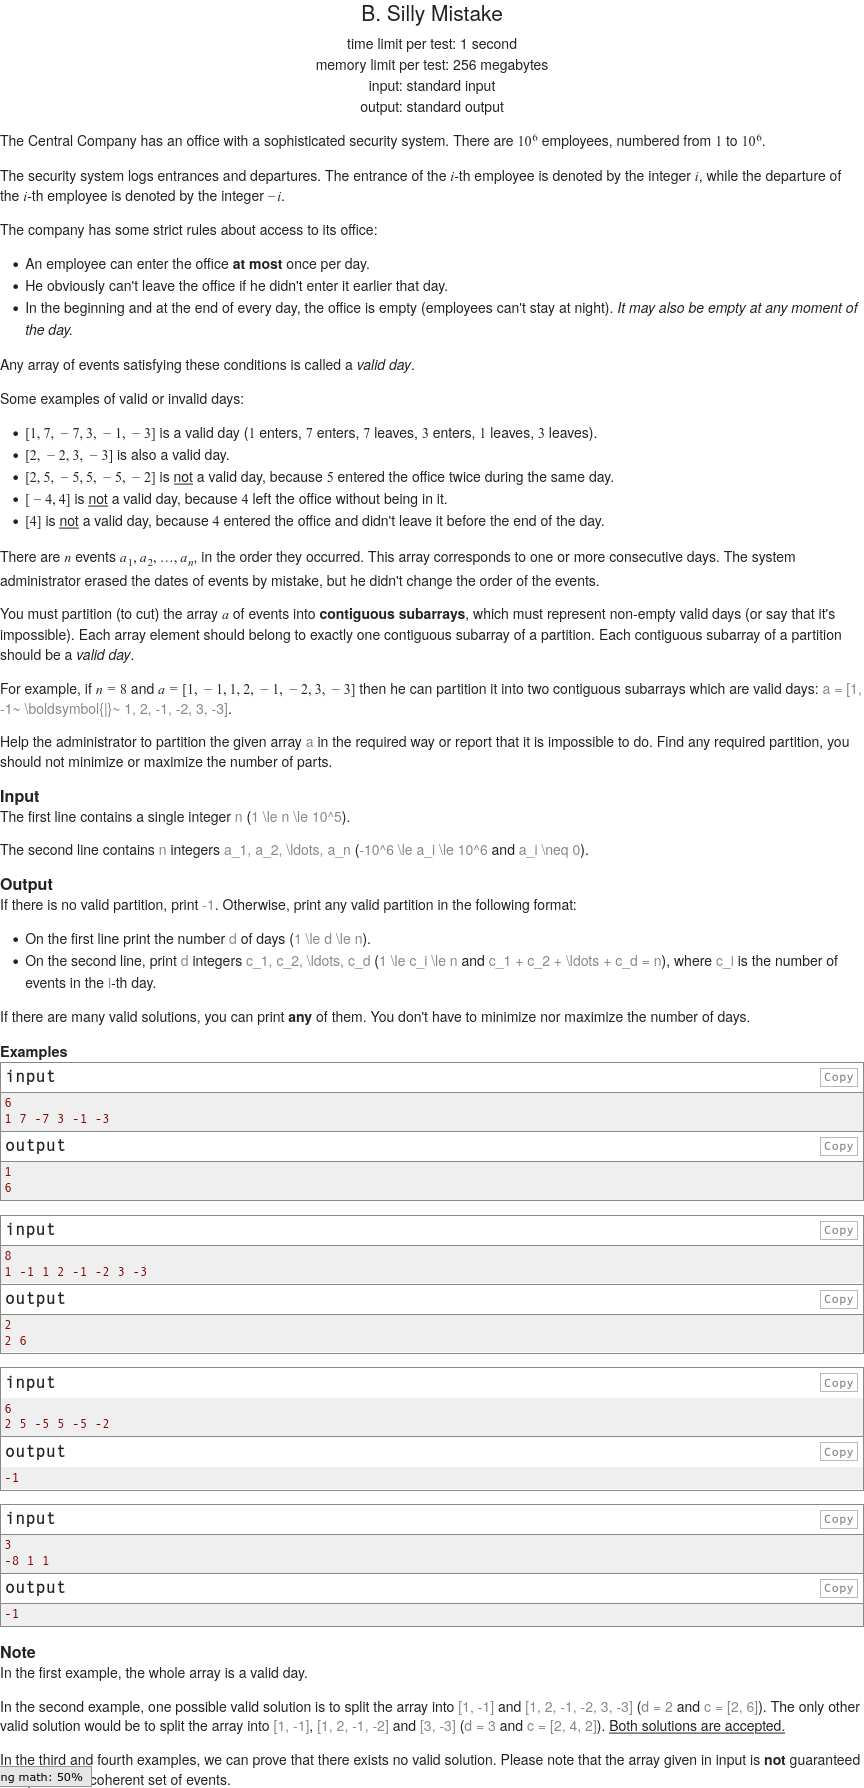 B. Silly Mistake
time limit per test: 1 second
memory limit per test: 256 megabytes
input: standard input
output: standard output
The Central Company has an office with a sophisticated security system. There are 10⁶ employees, numbered from 1 to 10⁶.
The security system logs entrances and departures. The entrance of the i-th employee is denoted by the integer i, while the departure of
the i-th employee is denoted by the integer −i.
The company has some strict rules about access to its office:
• An employee can enter the office at most once per day.
• He obviously can't leave the office if he didn't enter it earlier that day.
• In the beginning and at the end of every day, the office is empty (employees can't stay at night). It may also be empty at any moment of
the day.
Any array of events satisfying these conditions is called a valid day.
Some examples of valid or invalid days:
• [1, 7, −7, 3, −1, −3] is a valid day (1 enters, 7 enters, 7 leaves, 3 enters, 1 leaves, 3 leaves).
• [2, −2, 3, −3] is also a valid day.
• [2, 5, −5, 5, −5, −2] is not a valid day, because 5 entered the office twice during the same day.
• [−4, 4] is not a valid day, because 4 left the office without being in it.
• [4] is not a valid day, because 4 entered the office and didn't leave it before the end of the day.
There are n events a₁, a₂, …, aₙ, in the order they occurred. This array corresponds to one or more consecutive days. The system
administrator erased the dates of events by mistake, but he didn't change the order of the events.
You must partition (to cut) the array a of events into contiguous subarrays, which must represent non-empty valid days (or say that it's
impossible). Each array element should belong to exactly one contiguous subarray of a partition. Each contiguous subarray of a partition
should be a valid day.
For example, if n = 8 and a = [1, −1, 1, 2, −1, −2, 3, −3] then he can partition it into two contiguous subarrays which are valid days: a = [1,
-1~ \boldsymbol{|}~ 1, 2, -1, -2, 3, -3].
Help the administrator to partition the given array a in the required way or report that it is impossible to do. Find any required partition, you
should not minimize or maximize the number of parts.
Input
The first line contains a single integer n (1 \le n \le 10^5).
The second line contains n integers a_1, a_2, \ldots, a_n (-10^6 \le a_i \le 10^6 and a_i \neq 0).
Output
If there is no valid partition, print -1. Otherwise, print any valid partition in the following format:
• On the first line print the number d of days (1 \le d \le n).
• On the second line, print d integers c_1, c_2, \ldots, c_d (1 \le c_i \le n and c_1 + c_2 + \ldots + c_d = n), where c_i is the number of
events in the i-th day.
If there are many valid solutions, you can print any of them. You don't have to minimize nor maximize the number of days.
Examples
input Copy
6
1 7 -7 3 -1 -3
output Copy
1
6
input Copy
8
1 -1 1 2 -1 -2 3 -3
output Copy
2
2 6
input Copy
6
2 5 -5 5 -5 -2
output Copy
-1
input Copy
3
-8 1 1
output Copy
-1
Note
In the first example, the whole array is a valid day.
In the second example, one possible valid solution is to split the array into [1, -1] and [1, 2, -1, -2, 3, -3] (d = 2 and c = [2, 6]). The only other
valid solution would be to split the array into [1, -1], [1, 2, -1, -2] and [3, -3] (d = 3 and c = [2, 4, 2]). Both solutions are accepted.
In the third and fourth examples, we can prove that there exists no valid solution. Please note that the array given in input is not guaranteed
ng math: 50% coherent set of events.